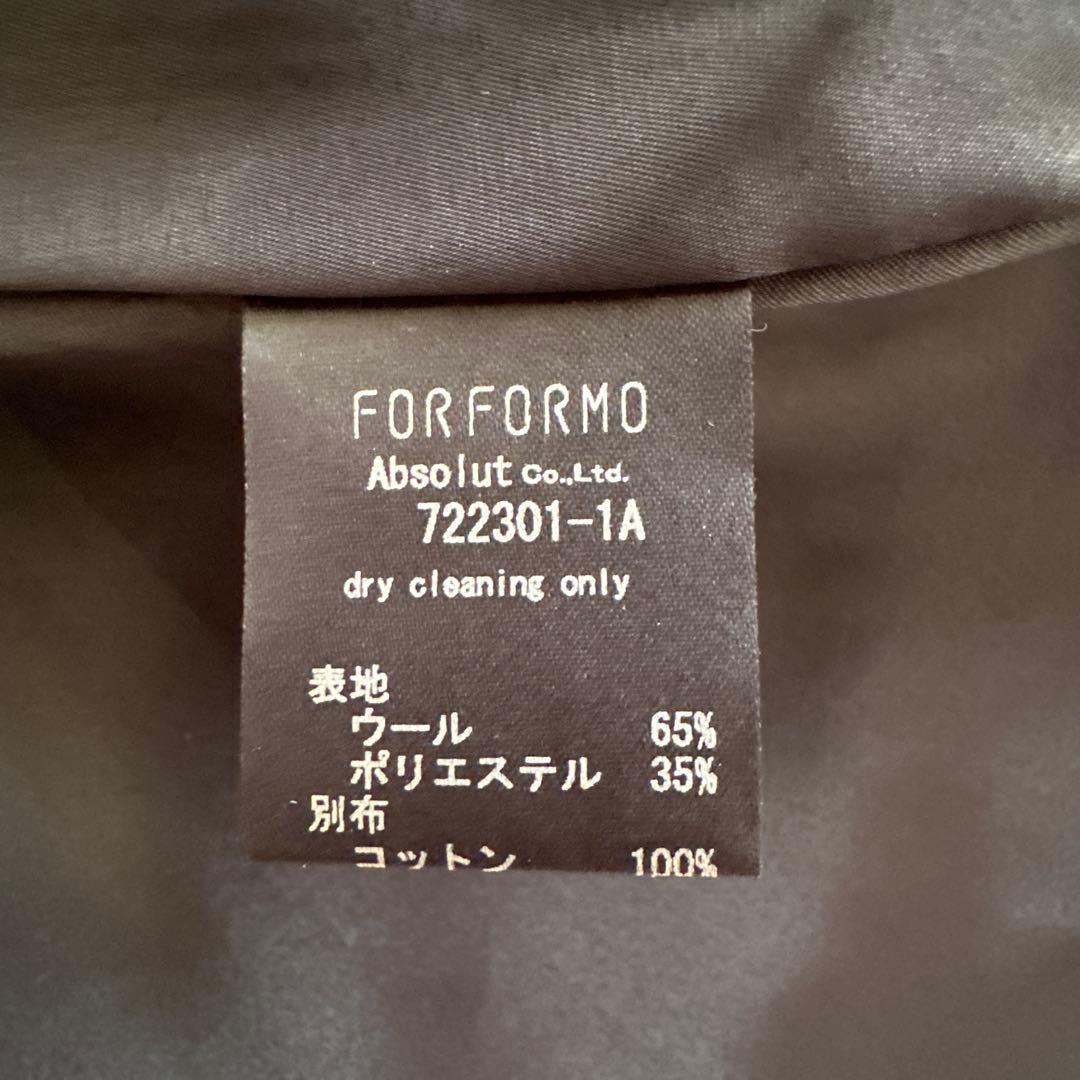 FORFORMO
Absolut Co.,Ltd.
722301-1A
dry cleaning only
表地
ウール 65%
ポリエステル 35%
別布
コットン 100%